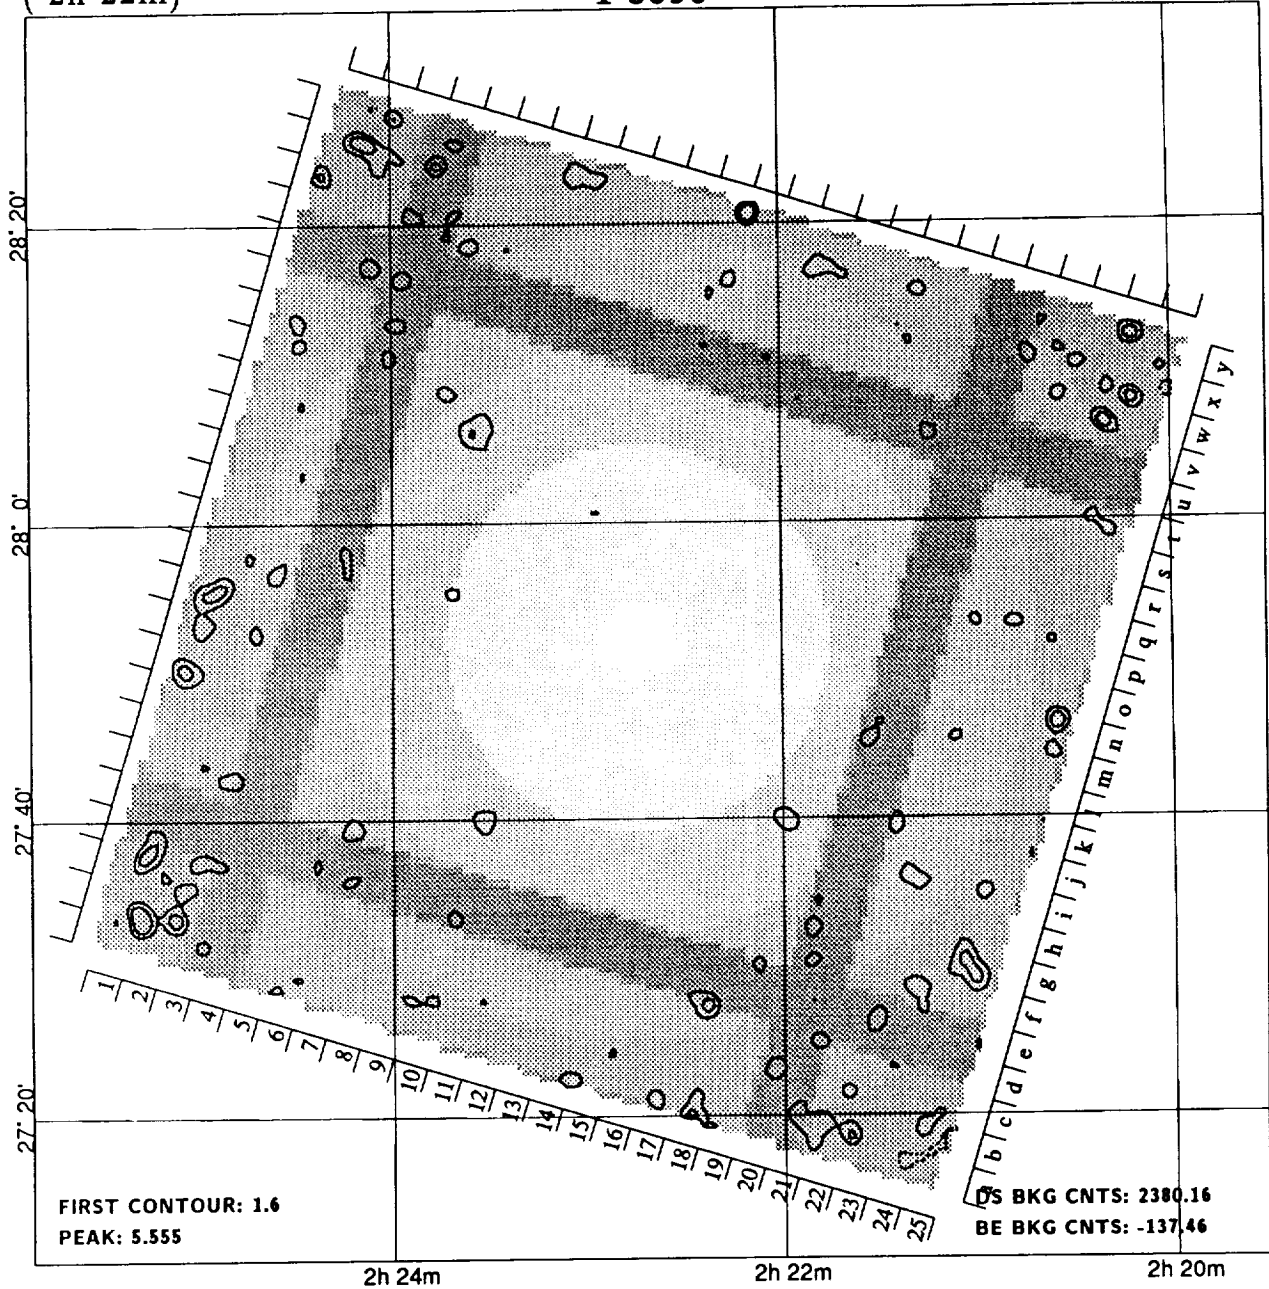 ( 2h 22m)
28° 20'
28° 0'
27° 40'
27° 20'
1 2 3 4 5 6 7 8 9 10 11 12 13 14 15 16 17 18 19 20 21 22 23 24 25
a b c d e f g h i j k l m n o p q r s t u v w x y
FIRST CONTOUR: 1.6
PEAK: 5.555
DS BKG CNTS: 2380.16
BE BKG CNTS: -137.46
2h 24m
2h 22m
2h 20m